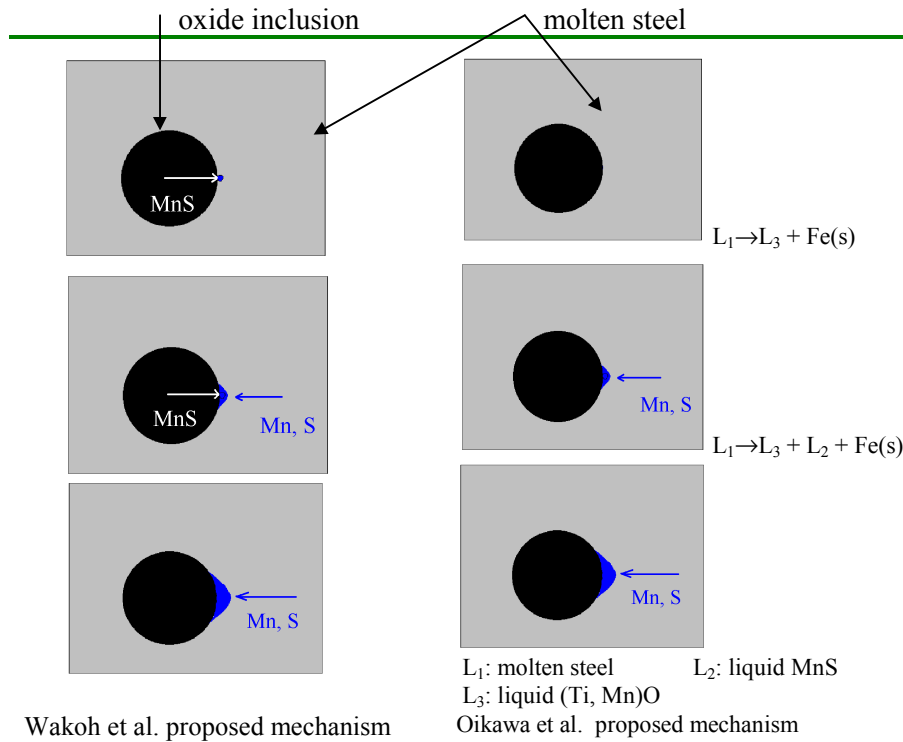 oxide inclusion
molten steel
MnS
L₁→L₃ + Fe(s)
MnS
Mn, S
Mn, S
L₁→L₃ + L₂ + Fe(s)
Mn, S
Mn, S
L₁: molten steel
L₂: liquid MnS
L₃: liquid (Ti, Mn)O
Wakoh et al. proposed mechanism
Oikawa et al. proposed mechanism